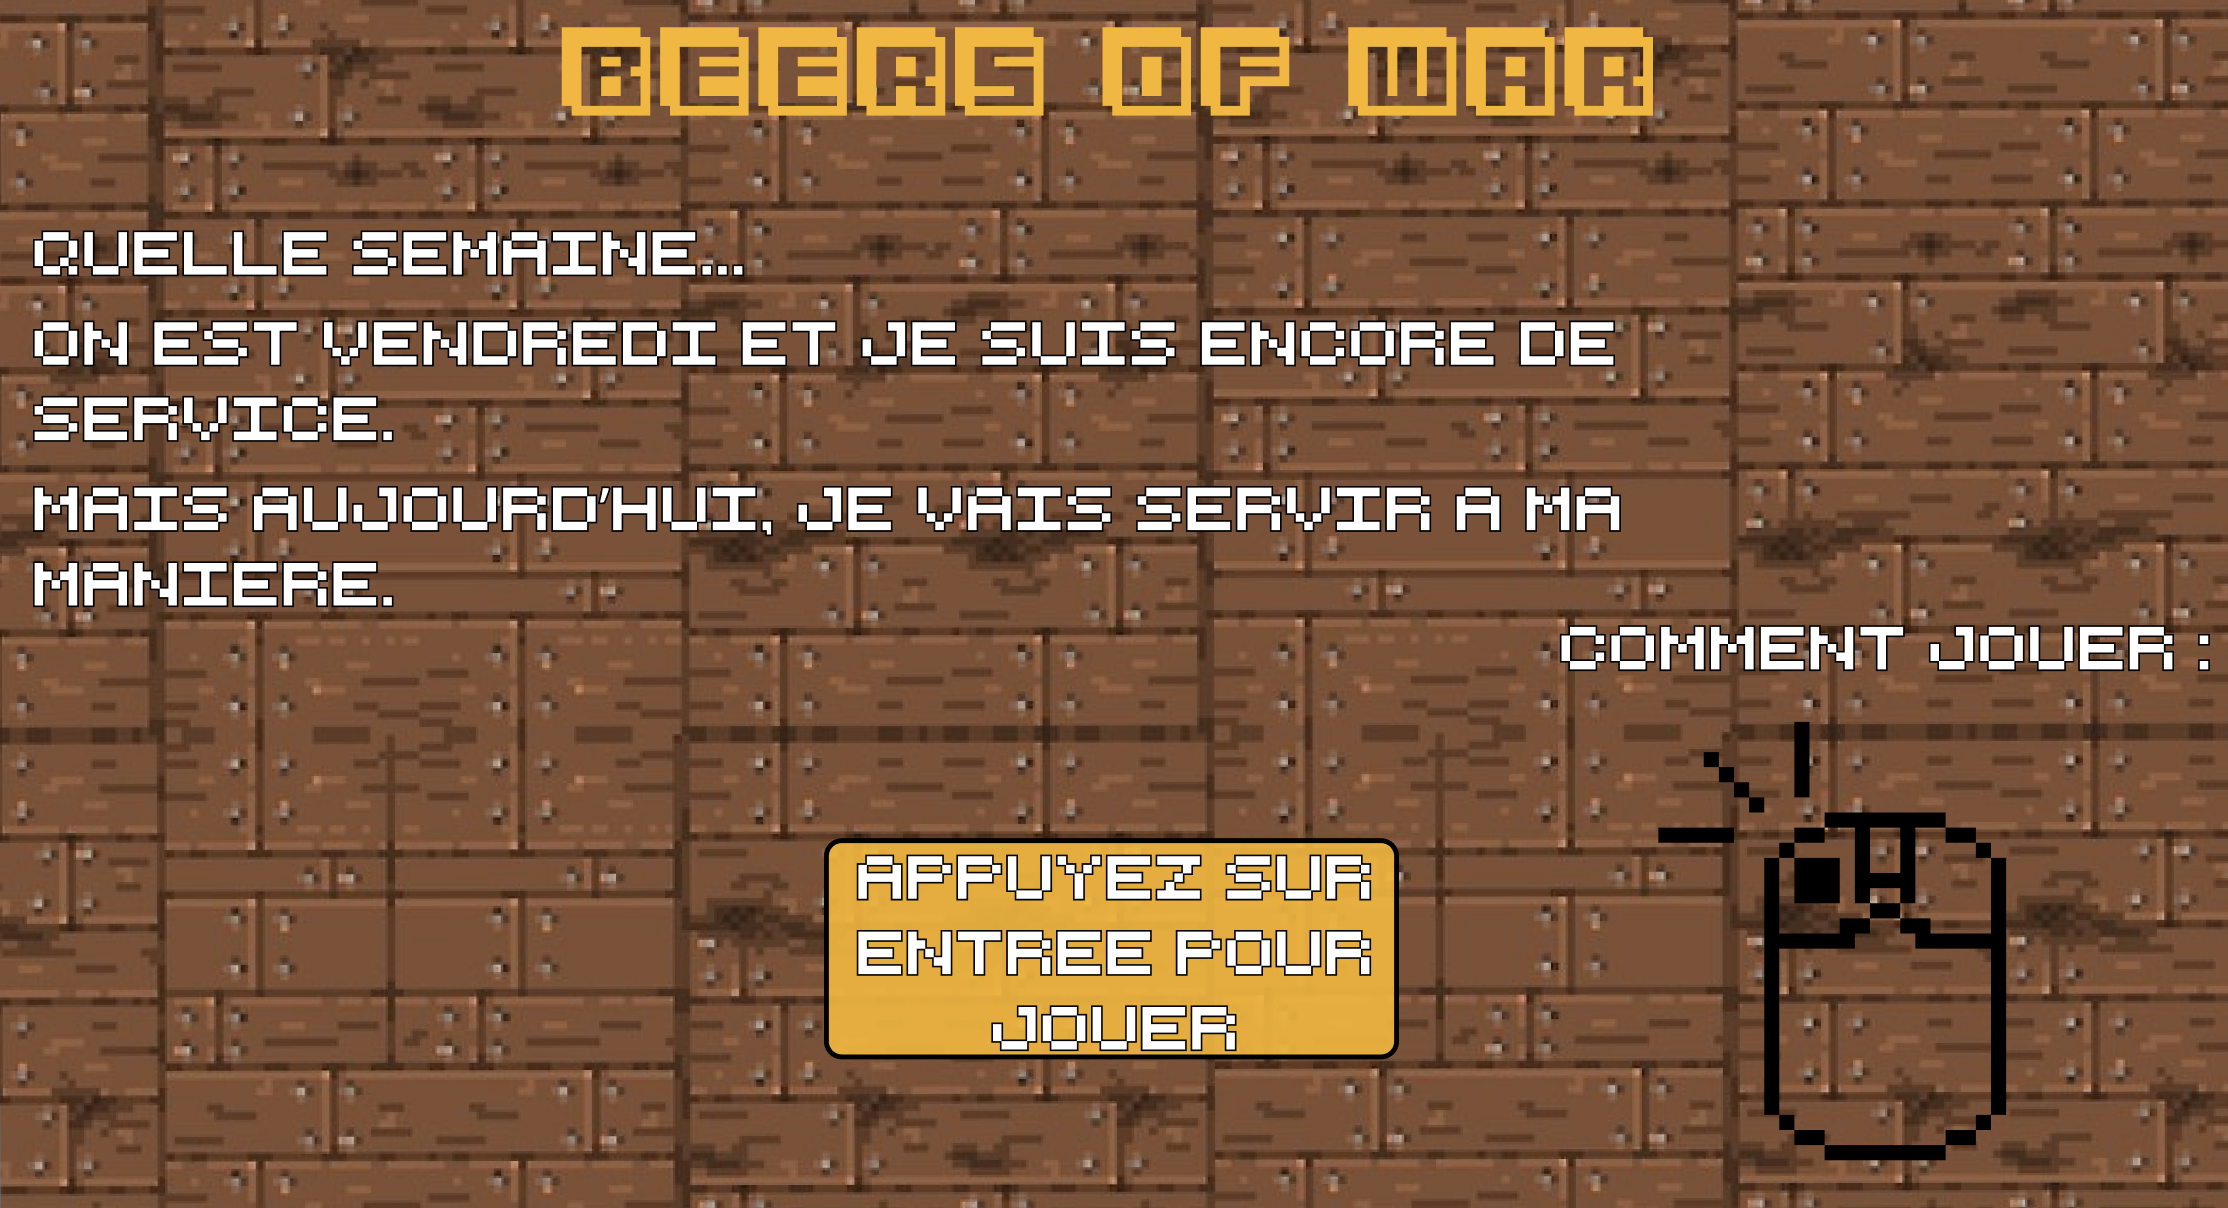 BEERS OF WAR
QUELLE SEMAINE...
ON EST VENDREDI ET JE SUIS ENCORE DE
SERVICE.
MAIS AUJOURD'HUI, JE VAIS SERVIR A MA
MANIERE.
COMMENT JOUER :
APPUYEZ SUR
ENTREE POUR
JOUER